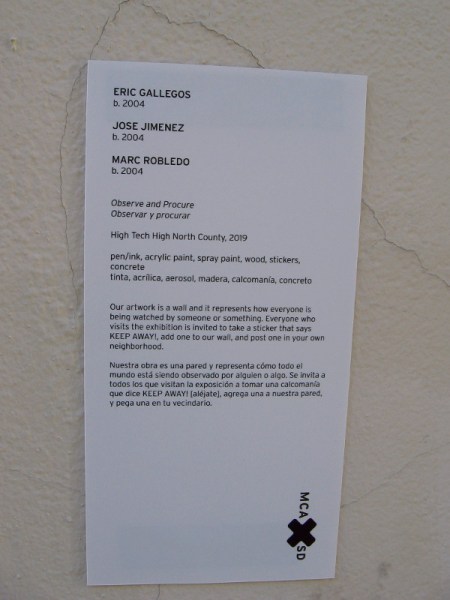 ERIC GALLEGOS
b. 2004
JOSE JIMENEZ
b. 2004
MARC ROBLEDO
b. 2004
Observe and Procure
Observar y procurar
High Tech High North County, 2019
pen/ink, acrylic paint, spray paint, wood, stickers,
concrete
tinta, acrílica, aerosol, madera, calcomanía, concreto
Our artwork is a wall and it represents how everyone is
being watched by someone or something. Everyone who
visits the exhibition is invited to take a sticker that says
KEEP AWAY!, add one to our wall, and post one in your own
neighborhood.
Nuestra obra es una pared y representa cómo todo el
mundo está siendo observado por alguien o algo. Se invita a
todos los que visitan la exposición a tomar una calcomanía
que dice KEEP AWAY! [aléjate], agrega una a nuestra pared,
y pega una en tu vecindario.
MCA
SD